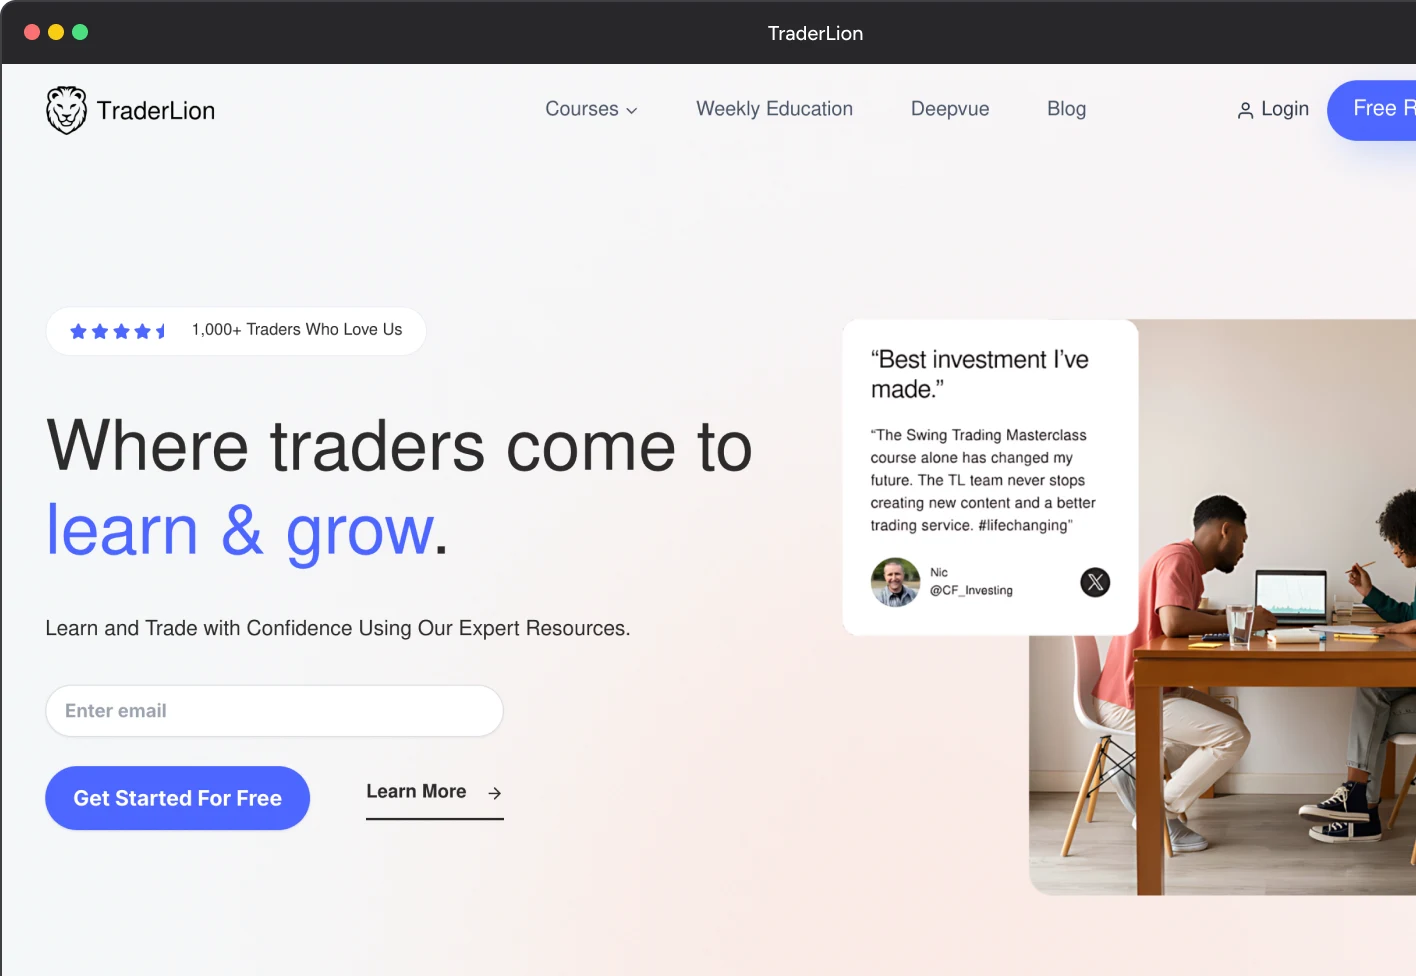 TraderLion
TraderLion
Courses
Weekly Education
Deepvue
Blog
Login
Free R
1,000+ Traders Who Love Us
Where traders come to
learn & grow.
Learn and Trade with Confidence Using Our Expert Resources.
Enter email
Get Started For Free
Learn More →
“Best investment I’ve
made.”
“The Swing Trading Masterclass
course alone has changed my
future. The TL team never stops
creating new content and a better
trading service. #lifechanging”
Nic
@CF_Investing